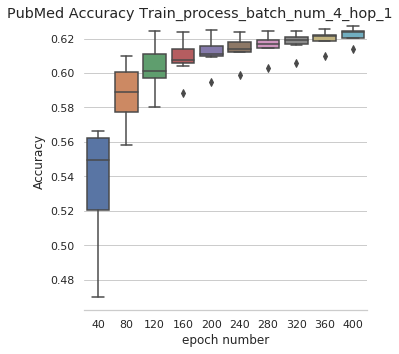 PubMed Accuracy Train_process_batch_num_4_hop_1
0.62
0.60
0.58
0.56
0.54
0.52
0.50
0.48
Accuracy
40 80 120 160 200 240 280 320 360 400
epoch number